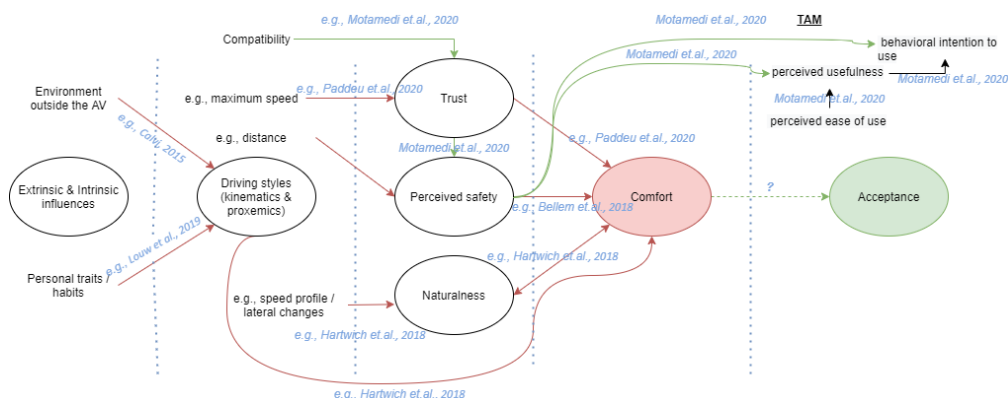 e.g., Motamedi et.al., 2020
Motamedi et.al., 2020
TAM
Compatibility
behavioral intention to
use
Motamedi et.al., 2020
perceived usefulness
Motamedi et.al., 2020
Environment
outside the AV
e.g., maximum speed
e.g., Paddeu et.al., 2020
Trust
Motamedi et.al., 2020
perceived ease of use
e.g., Calvi, 2015
e.g., distance
Motamedi et.al., 2020
e.g., Paddeu et.al., 2020
Extrinsic & Intrinsic
influences
Driving styles
(kinematics &
proxemics)
Perceived safety
e.g., Bellem et.al., 2018
Comfort
?
Acceptance
e.g., Louw et al., 2019
e.g., Hartwich et.al., 2018
Personal traits /
habits
e.g., speed profile /
lateral changes
Naturalness
e.g., Hartwich et.al., 2018
e.g., Hartwich et.al., 2018